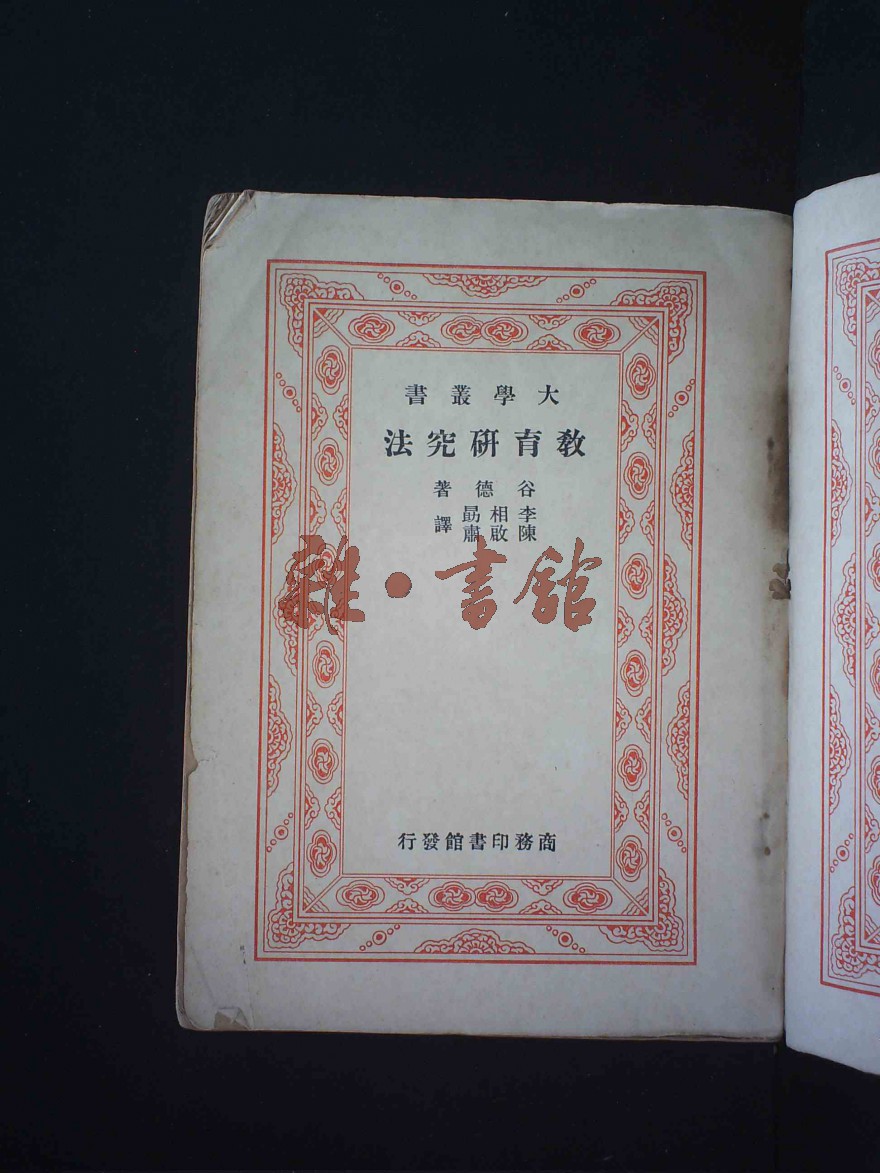 大學叢書
教育研究法
谷德著
李相勗
陳啟肅
譯
雜·書館
商務印書館發行